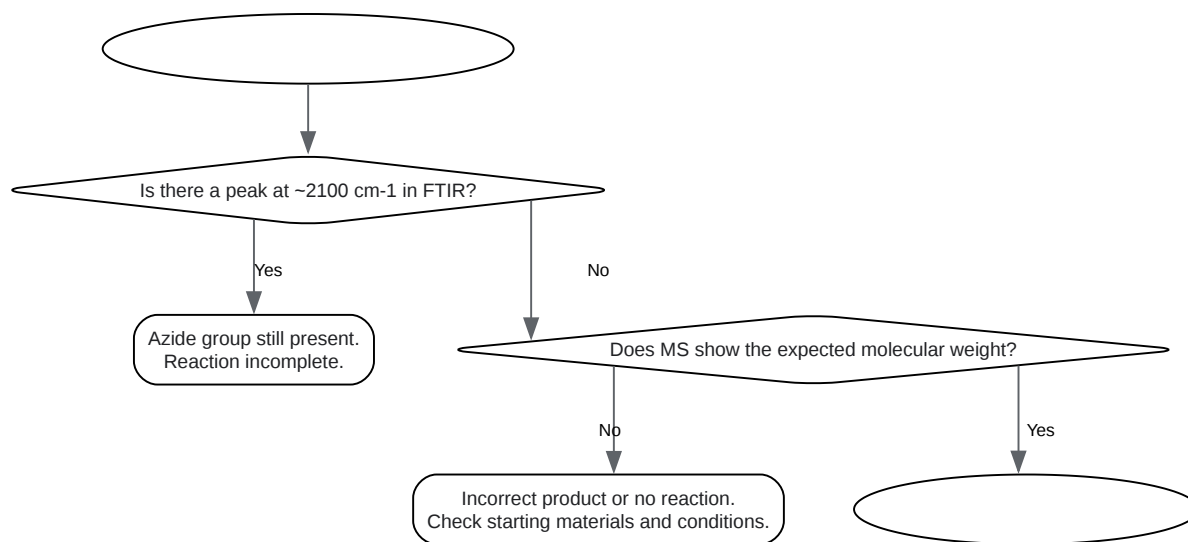 Is there a peak at ~2100 cm-1 in FTIR?
Yes
No
Azide group still present.
Reaction incomplete.
Does MS show the expected molecular weight?
No
Yes
Incorrect product or no reaction.
Check starting materials and conditions.